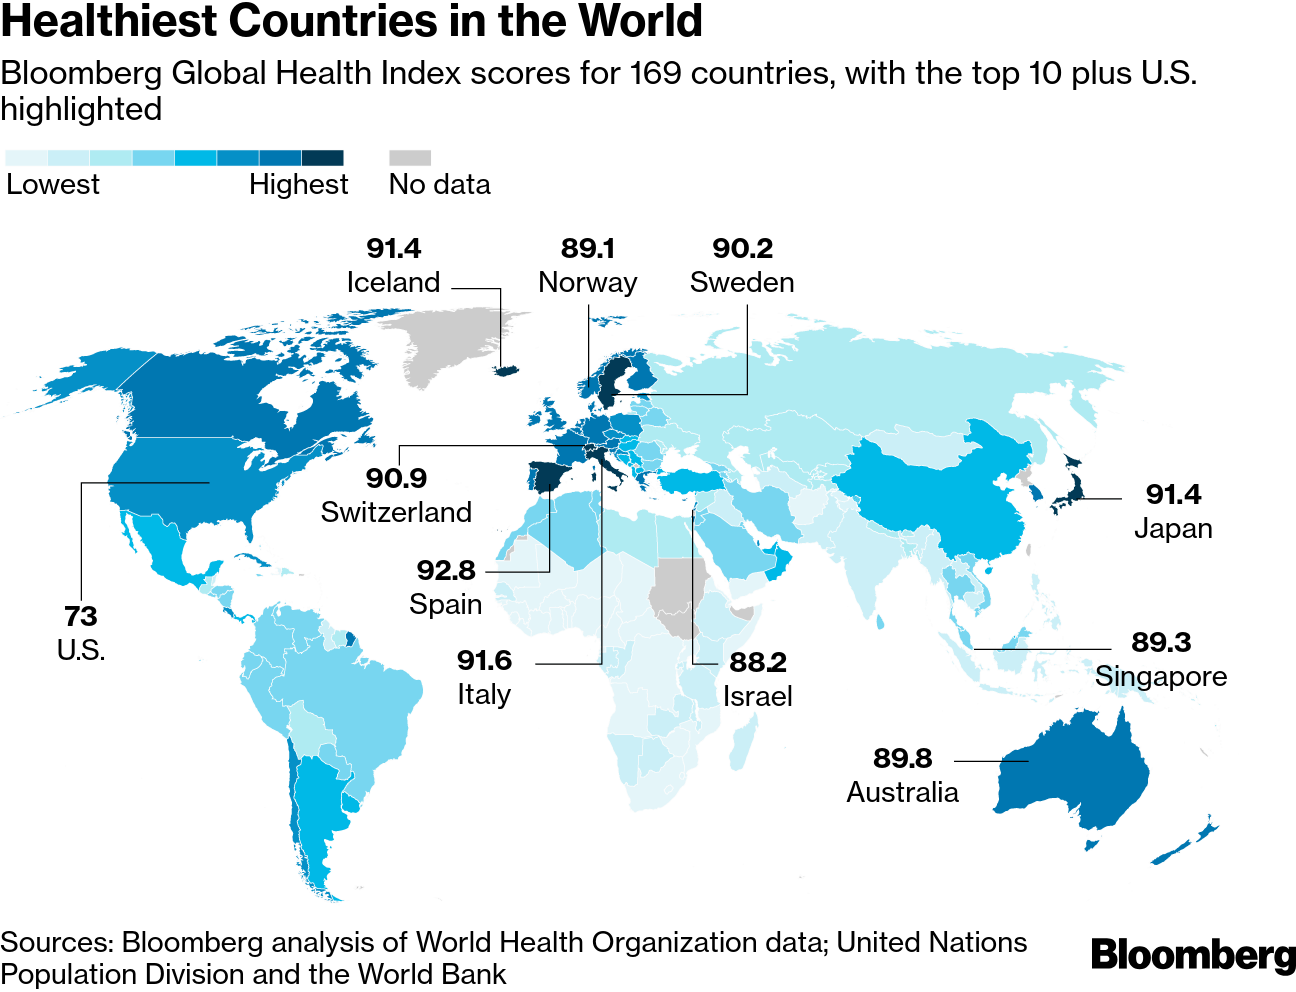 Healthiest Countries in the World
Bloomberg Global Health Index scores for 169 countries, with the top 10 plus U.S.
highlighted
Lowest
Highest
No data
91.4
Iceland
89.1
Norway
90.2
Sweden
90.9
Switzerland
91.4
Japan
92.8
Spain
73
U.S.
91.6
Italy
88.2
Israel
89.3
Singapore
89.8
Australia
Sources: Bloomberg analysis of World Health Organization data; United Nations
Population Division and the World Bank
Bloomberg